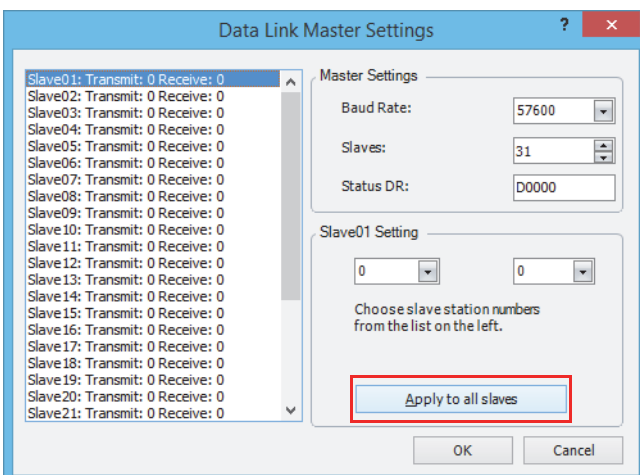 Data Link Master Settings
?
×
Slave01: Transmit: 0 Receive: 0
Slave02: Transmit: 0 Receive: 0
Slave03: Transmit: 0 Receive: 0
Slave04: Transmit: 0 Receive: 0
Slave05: Transmit: 0 Receive: 0
Slave06: Transmit: 0 Receive: 0
Slave07: Transmit: 0 Receive: 0
Slave08: Transmit: 0 Receive: 0
Slave09: Transmit: 0 Receive: 0
Slave10: Transmit: 0 Receive: 0
Slave11: Transmit: 0 Receive: 0
Slave12: Transmit: 0 Receive: 0
Slave13: Transmit: 0 Receive: 0
Slave14: Transmit: 0 Receive: 0
Slave15: Transmit: 0 Receive: 0
Slave16: Transmit: 0 Receive: 0
Slave17: Transmit: 0 Receive: 0
Slave18: Transmit: 0 Receive: 0
Slave19: Transmit: 0 Receive: 0
Slave20: Transmit: 0 Receive: 0
Slave21: Transmit: 0 Receive: 0
Master Settings
Baud Rate: 57600
Slaves: 31
Status DR: D0000
Slave01 Setting
0 0
Choose slave station numbers
from the list on the left.
Apply to all slaves
OK Cancel